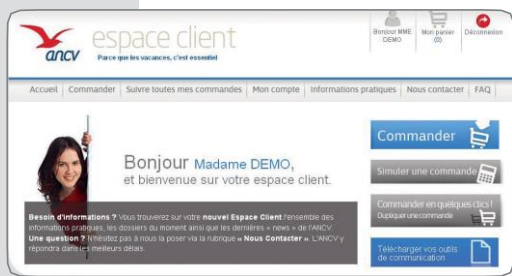 ancv
espace client
Parce que les vacances, c'est essentiel
Bonjour MME
DEMO
Mon panier
(0)
Déconnexion
Accueil Commander Suivre toutes mes commandes Mon compte Informations pratiques Nous contacter FAQ
Bonjour Madame DEMO,
et bienvenue sur votre espace client.
Besoin d'informations ? Vous trouverez sur votre nouvel Espace Client l'ensemble des
informations pratiques, les dossiers du moment ainsi que les dernières « news » de l'ANCV.
Une question ? N'hésitez pas à nous la poser via la rubrique « Nous Contacter ». L'ANCV y
répondra dans les meilleurs délais.
Commander
Simuler une commande
Commander en quelques clics !
Dupliquer une commande
Télécharger vos outils
de communication